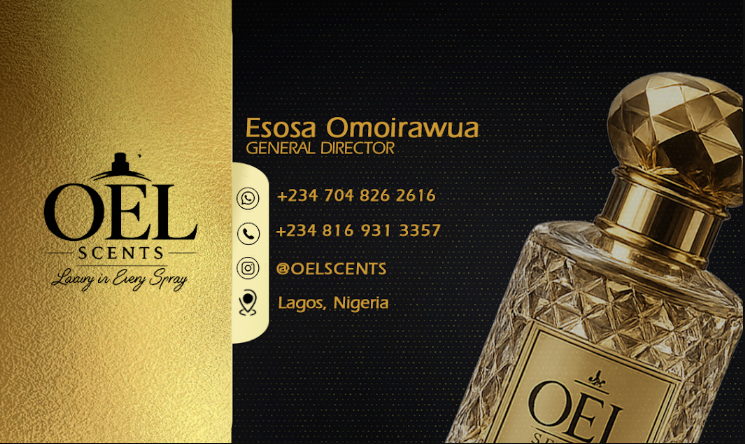 OEL
SCENTS
Luxury in Every Spray
Esosa Omoirawua
GENERAL DIRECTOR
+234 704 826 2616
+234 816 931 3357
@OELSCENTS
Lagos, Nigeria
OEL